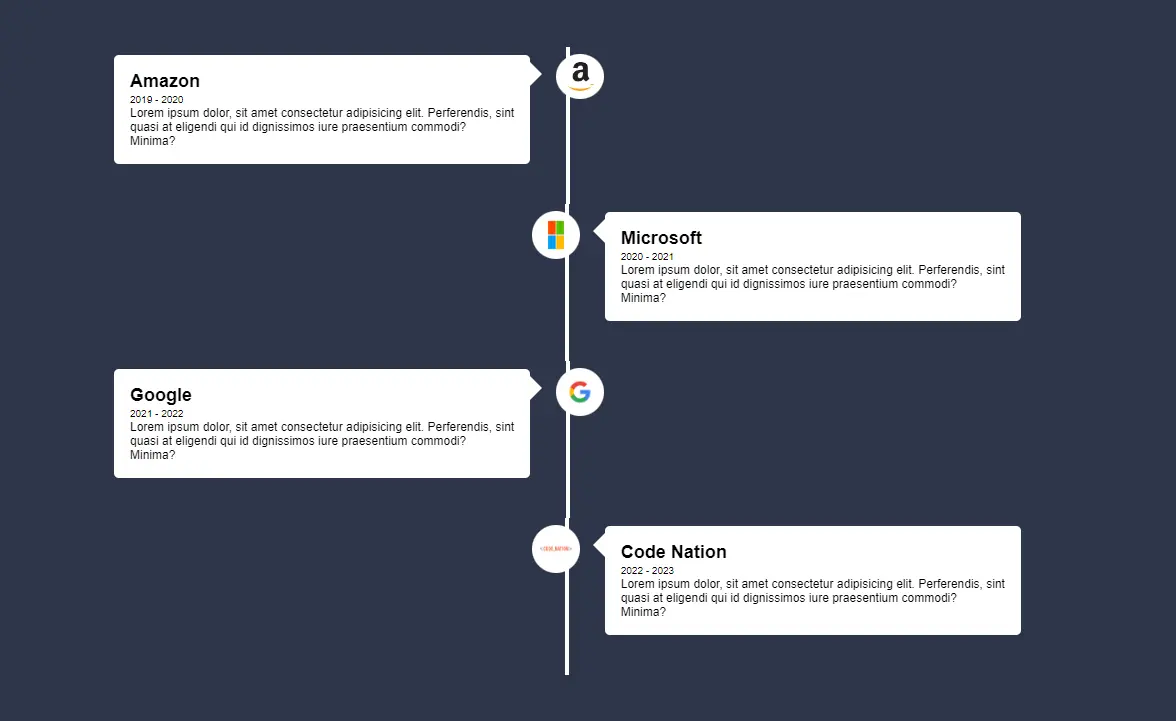 Amazon
2019 - 2020
Lorem ipsum dolor, sit amet consectetur adipisicing elit. Perferendis, sint
quasi at eligendi qui id dignissimos iure praesentium commodi?
Minima?
a
Microsoft
2020 - 2021
Lorem ipsum dolor, sit amet consectetur adipisicing elit. Perferendis, sint
quasi at eligendi qui id dignissimos iure praesentium commodi?
Minima?
Google
2021 - 2022
Lorem ipsum dolor, sit amet consectetur adipisicing elit. Perferendis, sint
quasi at eligendi qui id dignissimos iure praesentium commodi?
Minima?
G
<CODE_NATION>
Code Nation
2022 - 2023
Lorem ipsum dolor, sit amet consectetur adipisicing elit. Perferendis, sint
quasi at eligendi qui id dignissimos iure praesentium commodi?
Minima?